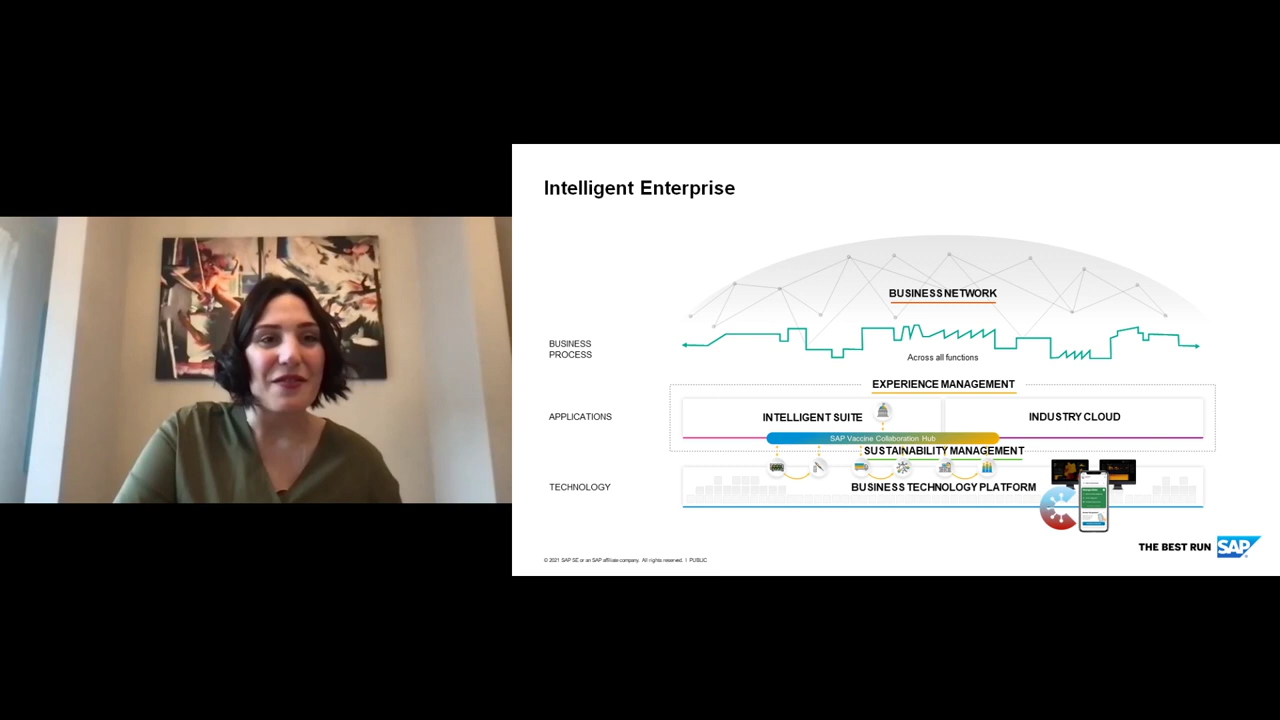 Intelligent Enterprise
BUSINESS NETWORK
BUSINESS
PROCESS
Across all functions
EXPERIENCE MANAGEMENT
APPLICATIONS
INTELLIGENT SUITE
INDUSTRY CLOUD
SAP Vaccine Collaboration Hub
SUSTAINABILITY MANAGEMENT
TECHNOLOGY
BUSINESS TECHNOLOGY PLATFORM
THE BEST RUN SAP
© 2021 SAP SE or an SAP affiliate company. All rights reserved. | PUBLIC